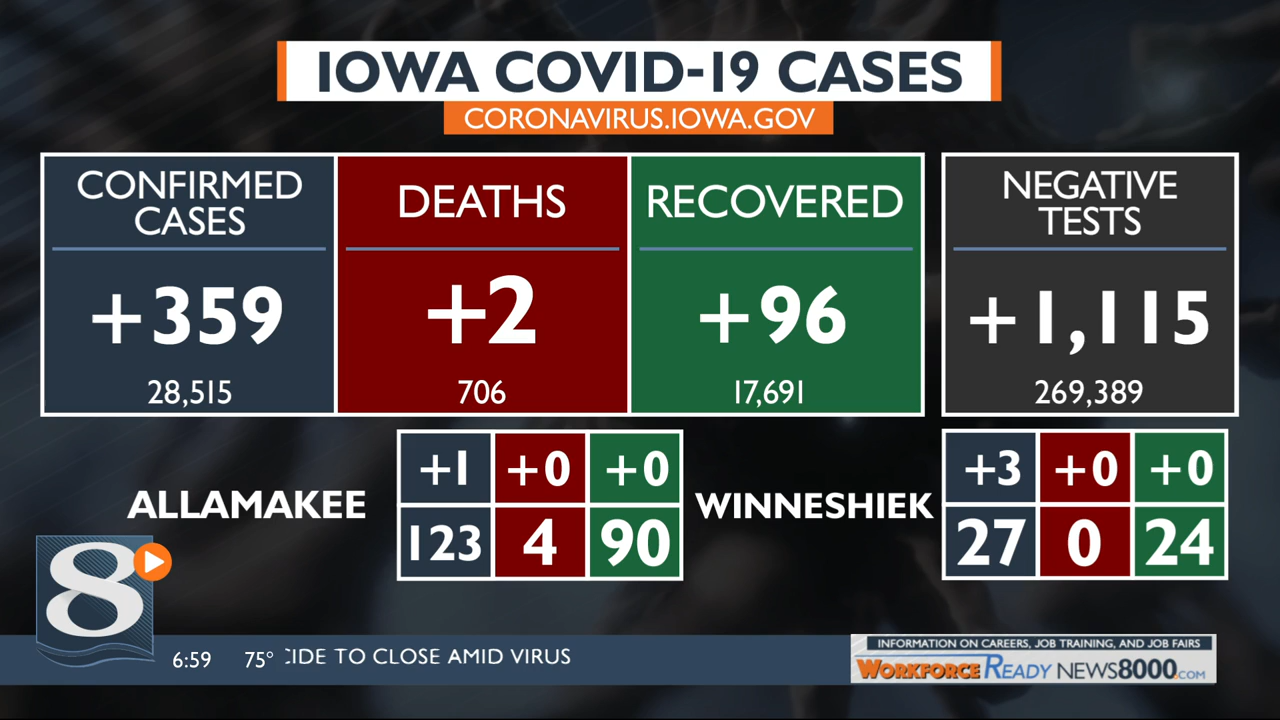 IOWA COVID-19 CASES
CORONAVIRUS.IOWA.GOV
CONFIRMED
CASES
+359
28,515
DEATHS
+2
706
RECOVERED
+96
17,691
NEGATIVE
TESTS
+1,115
269,389
ALLAMAKEE
+1 +0 +0
123 4 90
WINNESHIEK
+3 +0 +0
27 0 24
8
6:59 75° CIDE TO CLOSE AMID VIRUS
INFORMATION ON CAREERS, JOB TRAINING, AND JOB FAIRS
WORKFORCE READY NEWS8000.COM